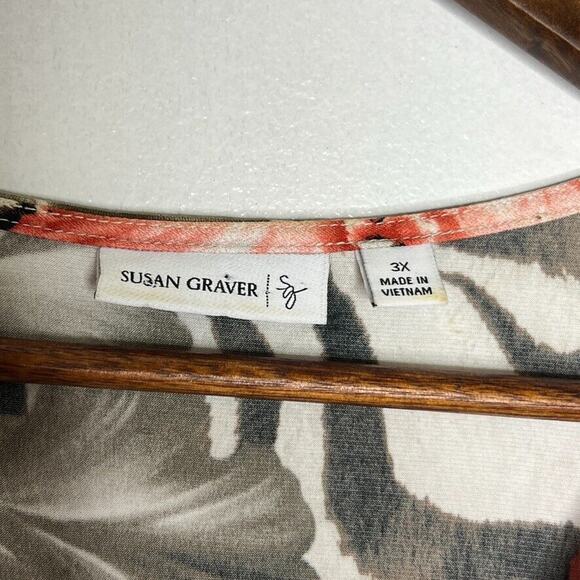 SUSAN GRAVER
Sg
3X
MADE IN
VIETNAM